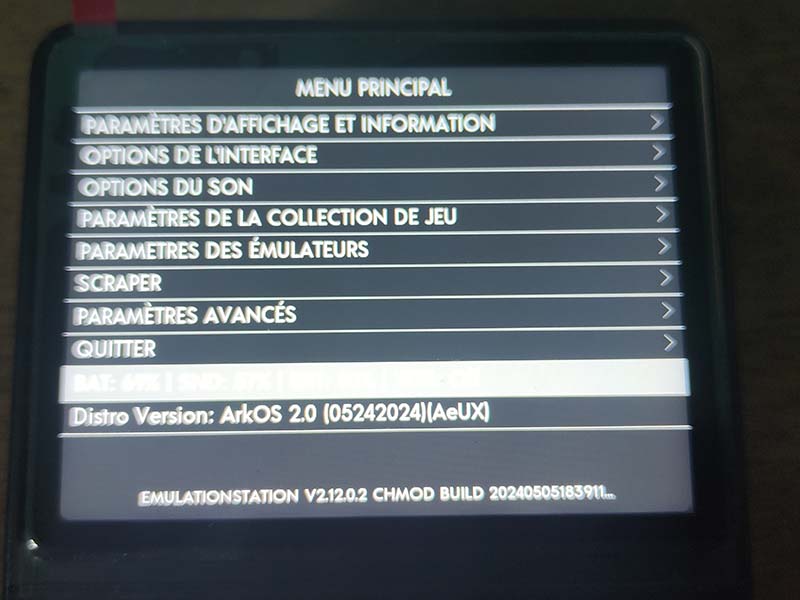 MENU PRINCIPAL
PARAMÈTRES D'AFFICHAGE ET INFORMATION >
OPTIONS DE L'INTERFACE >
OPTIONS DU SON >
PARAMÈTRES DE LA COLLECTION DE JEU >
PARAMETRES DES ÉMULATEURS >
SCRAPER >
PARAMÈTRES AVANCÉS >
QUITTER >
BAT: | SND:
Distro Version: ArkOS 2.0 (05242024)(AeUX)
EMULATIONSTATION V2.12.0.2 CHMOD BUILD 20240505183911...